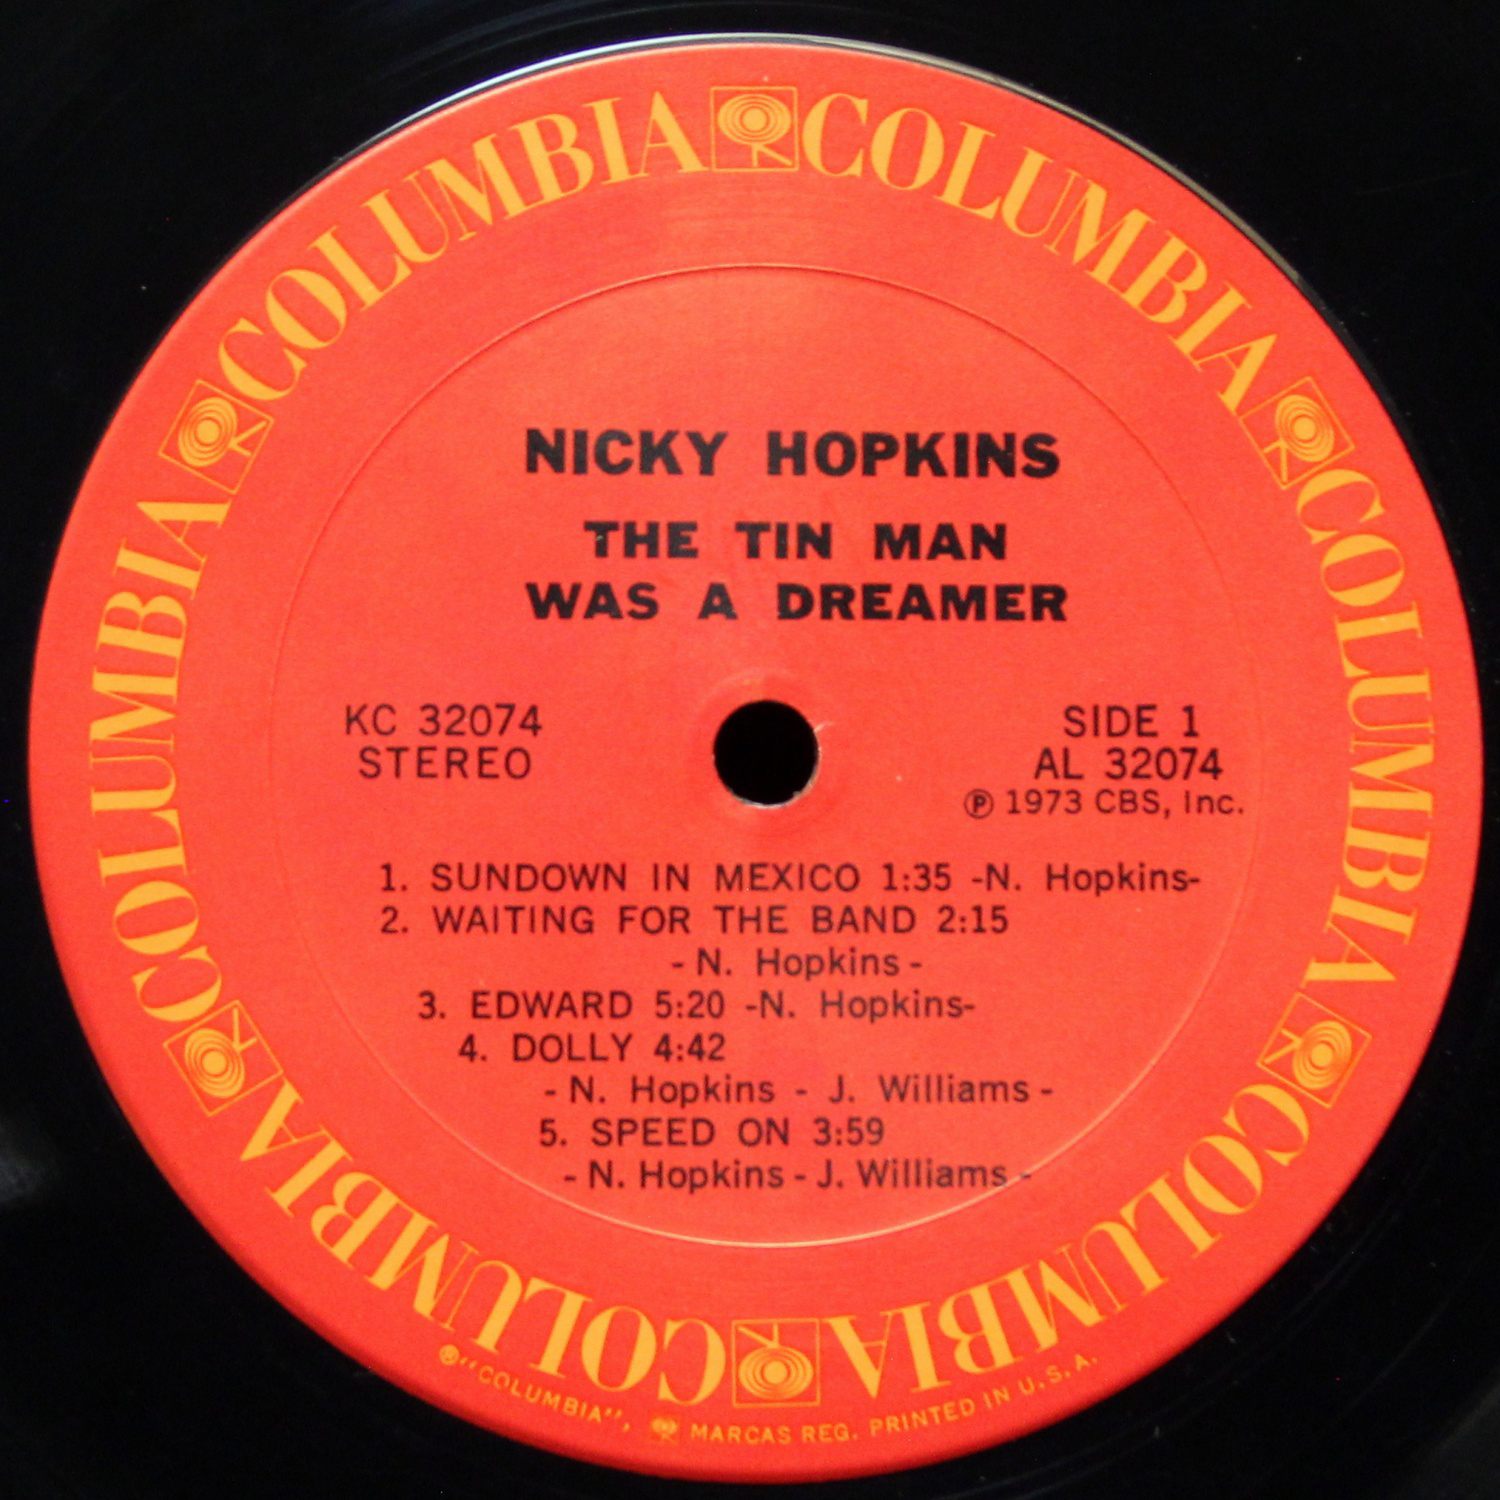 COLUMBIA COLUMBIA COLUMBIA COLUMBIA COLUMBIA COLUMBIA
NICKY HOPKINS
THE TIN MAN
WAS A DREAMER
KC 32074
STEREO
SIDE 1
AL 32074
Ⓟ 1973 CBS, Inc.
1. SUNDOWN IN MEXICO 1:35 -N. Hopkins-
2. WAITING FOR THE BAND 2:15
- N. Hopkins -
3. EDWARD 5:20 -N. Hopkins-
4. DOLLY 4:42
- N. Hopkins - J. Williams -
5. SPEED ON 3:59
- N. Hopkins - J. Williams -
®"COLUMBIA", MARCAS REG. PRINTED IN U.S.A.